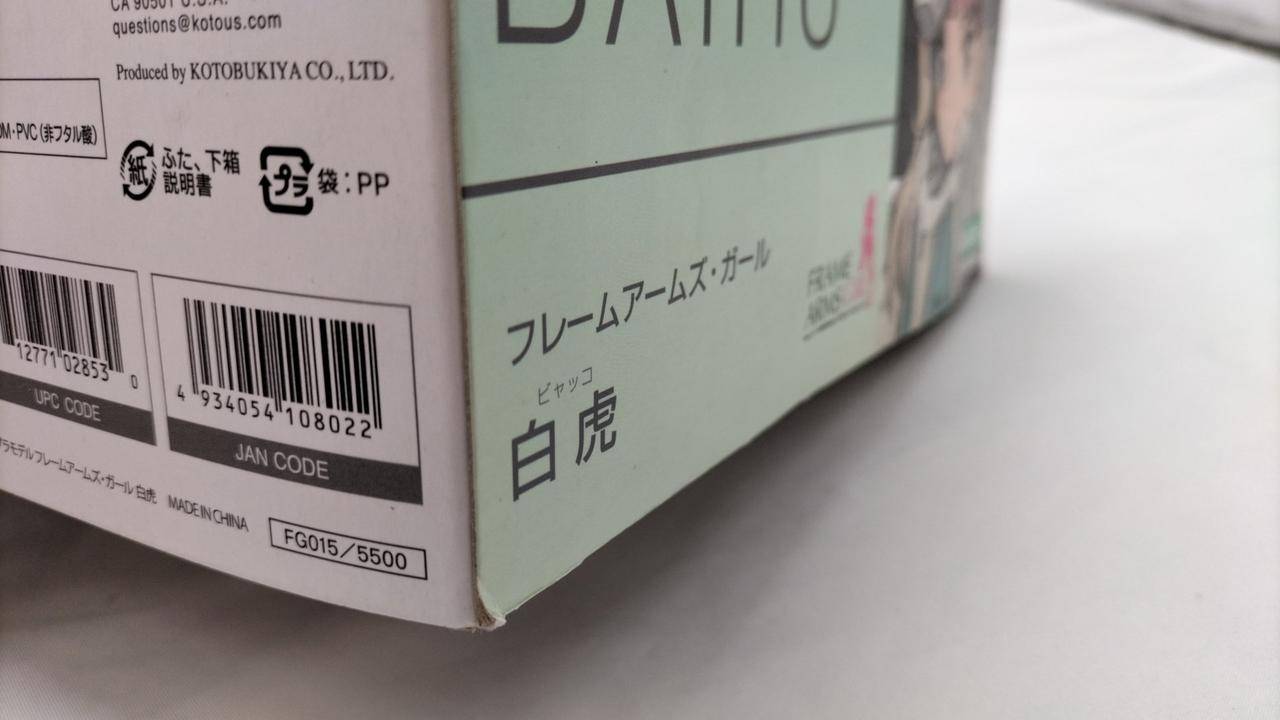 CA 90501 U.S.A.
questions@kotous.com
Produced by KOTOBUKIYA CO., LTD.
PVC (非フタル酸)
紙 ふた、下箱
説明書
プラ 袋：PP
12771 02853 0
UPC CODE
4 934054 108022
JAN CODE
プラモデル フレームアームズ・ガール 白虎 MADE IN CHINA
FG015／5500
フレームアームズ・ガール
ビャッコ
白虎
FRAME
ARMS